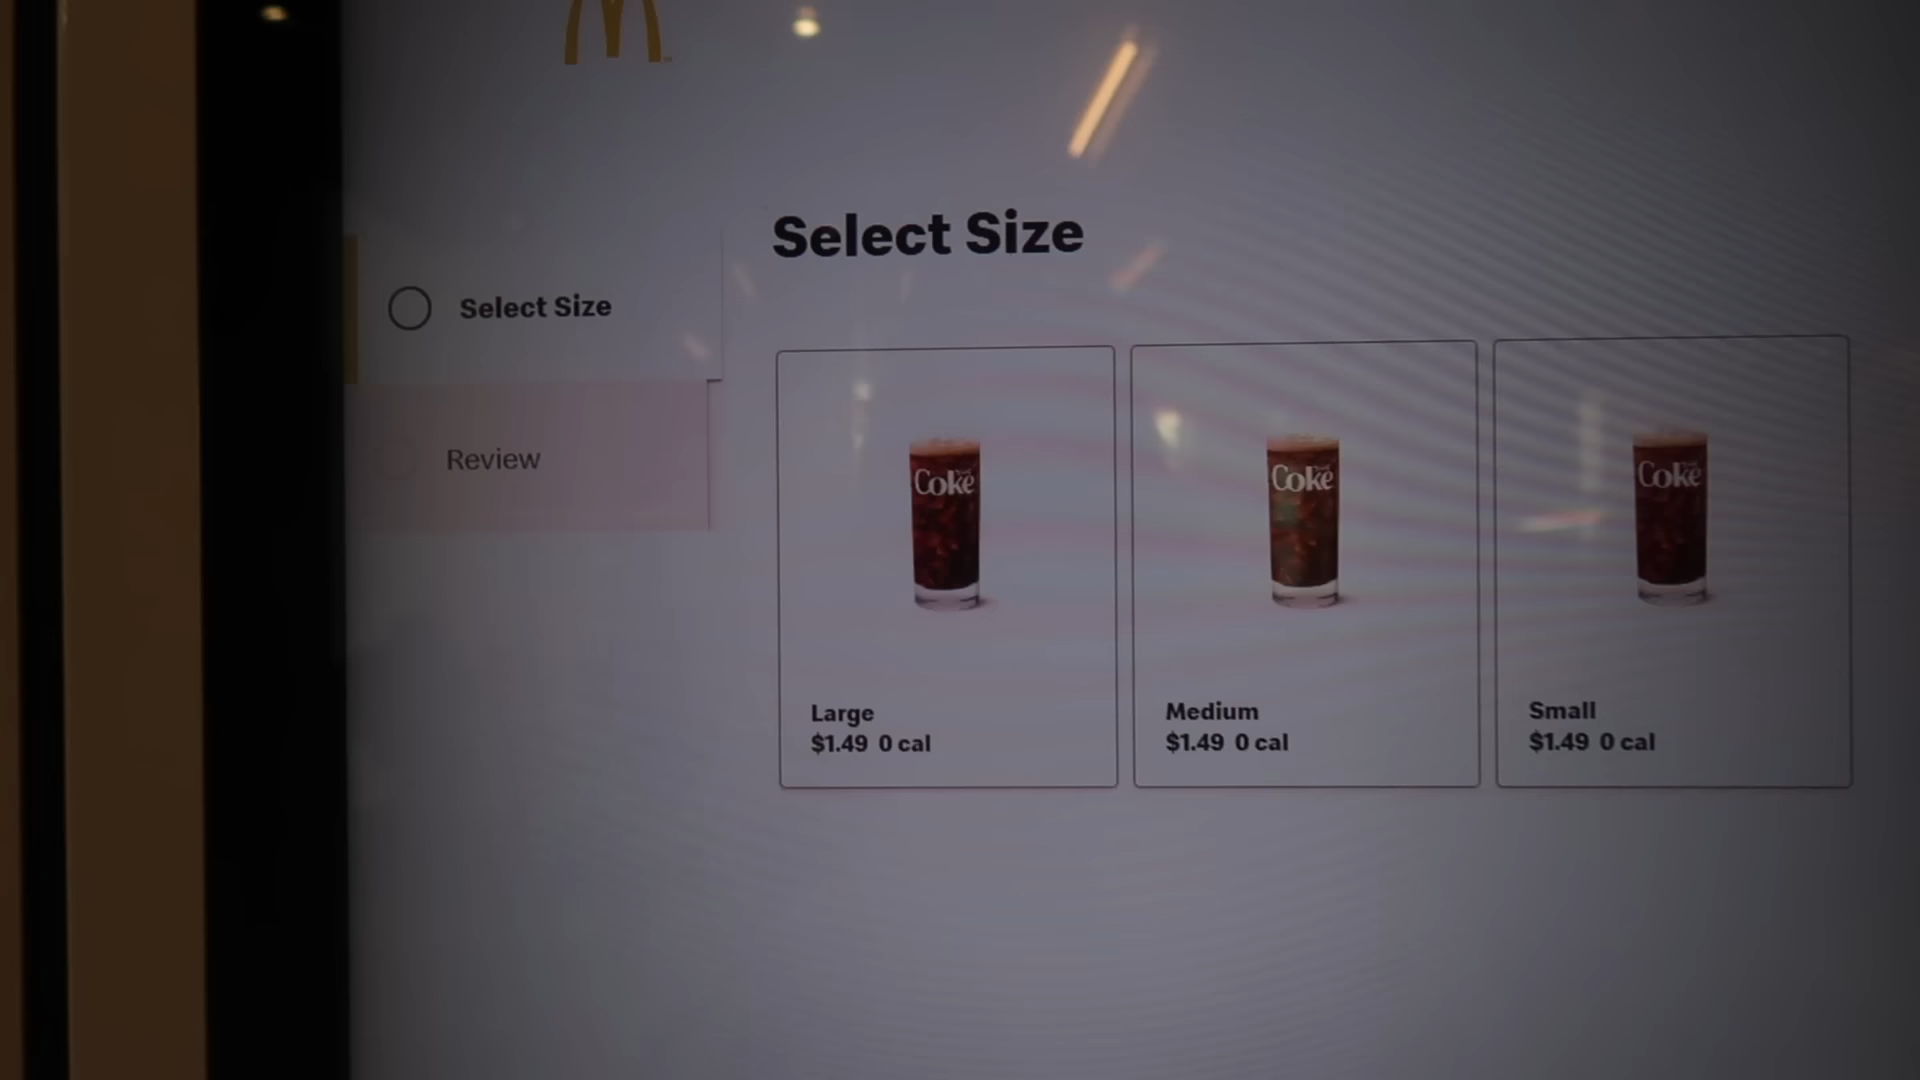 Select Size
Select Size
Review
Coke
Coke
Coke
Large
$1.49 0 cal
Medium
$1.49 0 cal
Small
$1.49 0 cal